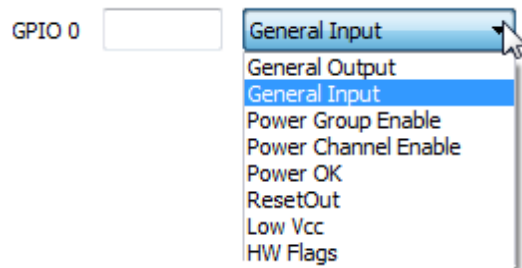 GPIO 0 General Input
General Output
General Input
Power Group Enable
Power Channel Enable
Power OK
ResetOut
Low Vcc
HW Flags